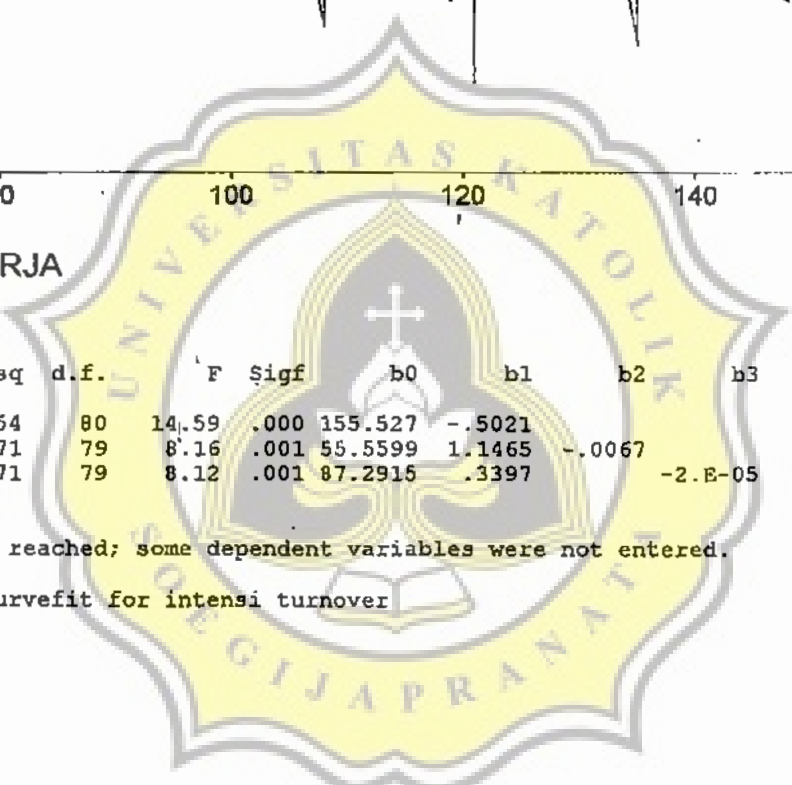 0 100 120 140
RJA
sq d.f. F Sigf b0 b1 b2 b3
64 80 14.59 .000 155.527 -.5021
71 79 8.16 .001 55.5599 1.1465 -.0067
71 79 8.12 .001 87.2915 .3397 -2.E-05
reached; some dependent variables were not entered.
urvefit for intensi turnover
UNIVERSITAS KATOLIK
SOEGIJAPRANATA